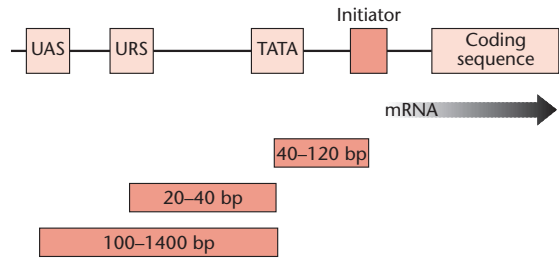 Initiator
UAS URS TATA Coding
sequence
mRNA
40–120 bp
20–40 bp
100–1400 bp